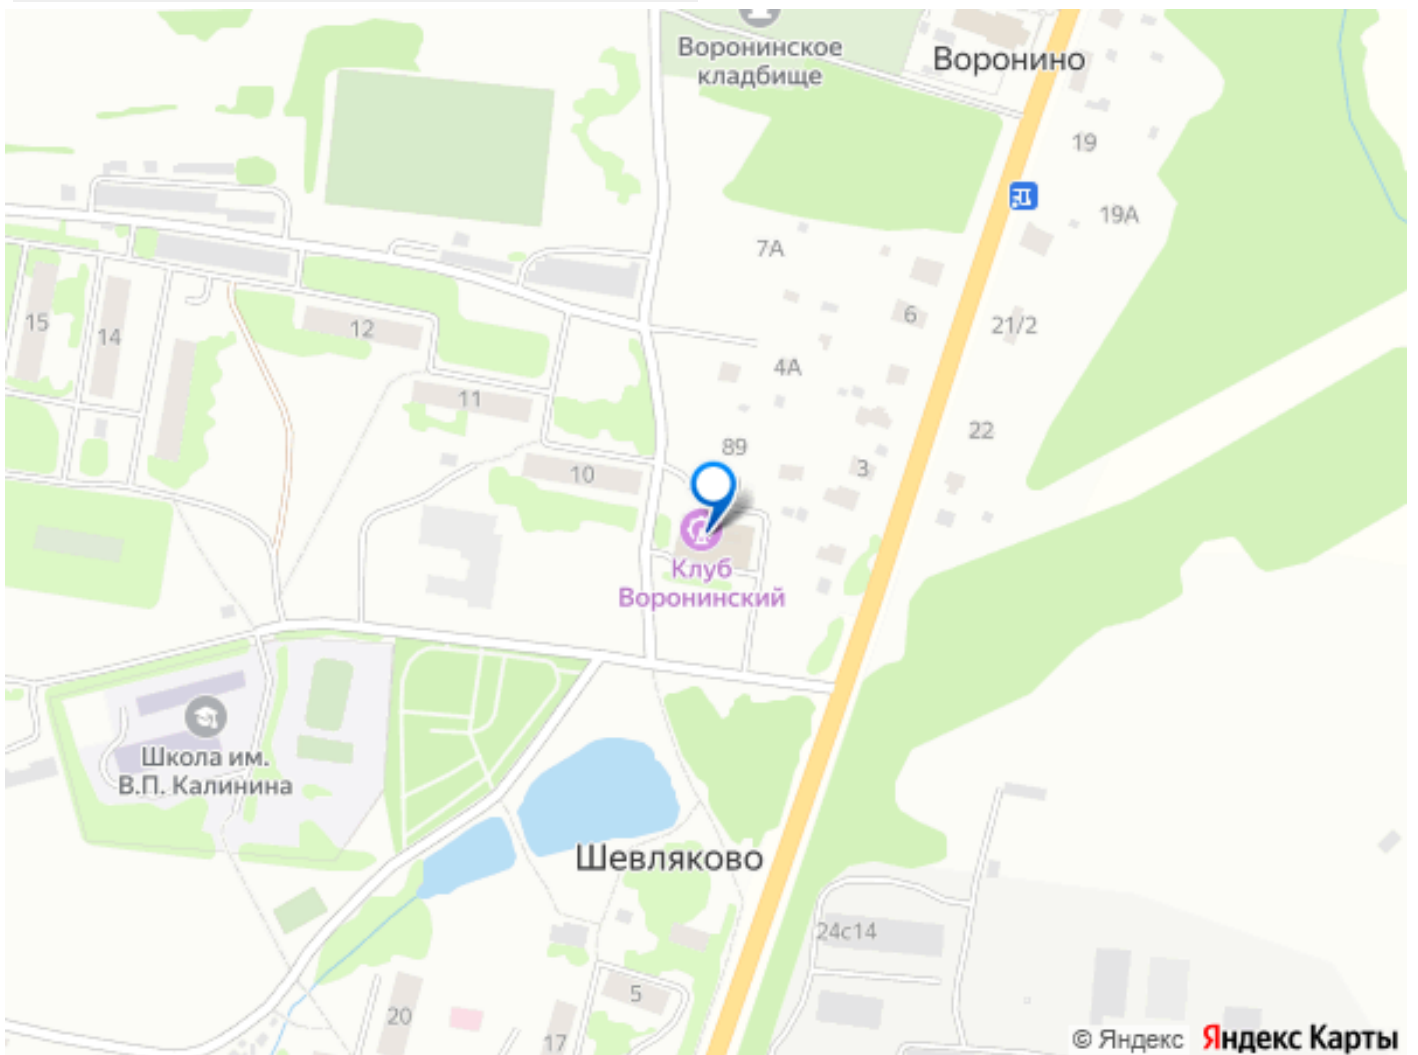 Воронинское
кладбище
Воронино
19
19А
7А
6
21/2
15
14
12
4А
11
22
89
3
10
Клуб
Воронинский
Школа им.
В.П. Калинина
Шевляково
24с14
5
20
17
© Яндекс Яндекс Карты